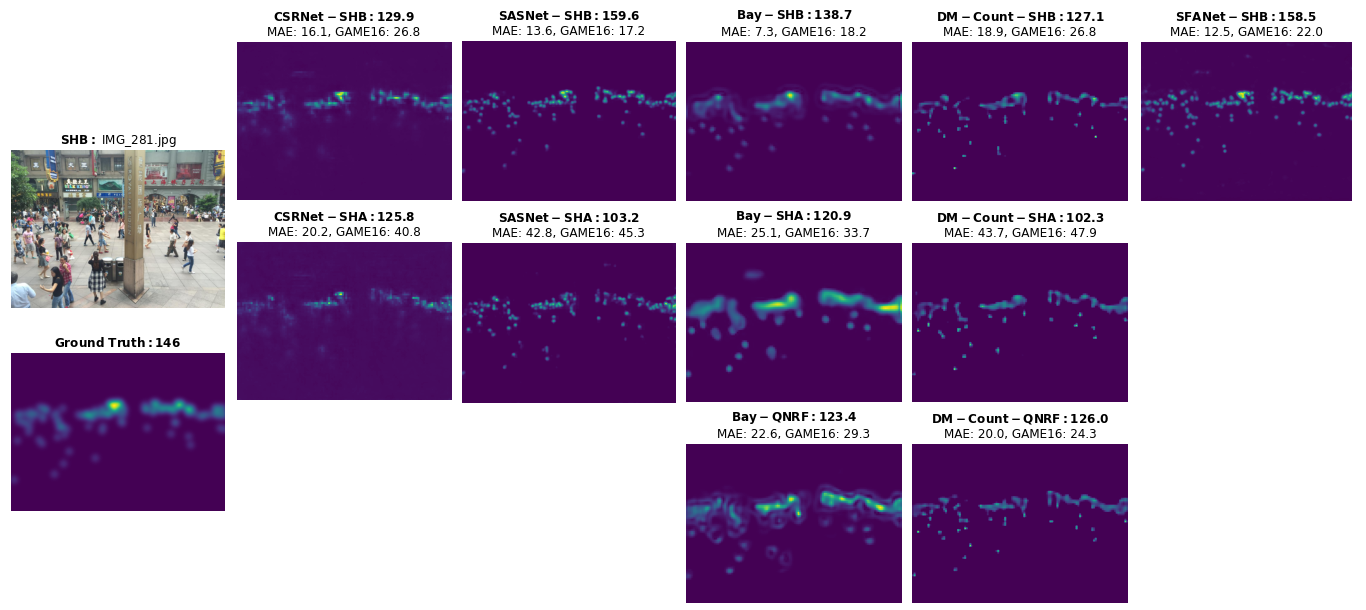 CSRNet-SHB: 129.9
MAE: 16.1, GAME16: 26.8
SASNet-SHB: 159.6
MAE: 13.6, GAME16: 17.2
Bay-SHB: 138.7
MAE: 7.3, GAME16: 18.2
DM-Count-SHB: 127.1
MAE: 18.9, GAME16: 26.8
SFANet-SHB: 158.5
MAE: 12.5, GAME16: 22.0
SHB: IMG_281.jpg
CSRNet-SHA: 125.8
MAE: 20.2, GAME16: 40.8
SASNet-SHA: 103.2
MAE: 42.8, GAME16: 45.3
Bay-SHA: 120.9
MAE: 25.1, GAME16: 33.7
DM-Count-SHA: 102.3
MAE: 43.7, GAME16: 47.9
Ground Truth: 146
Bay-QNRF: 123.4
MAE: 22.6, GAME16: 29.3
DM-Count-QNRF: 126.0
MAE: 20.0, GAME16: 24.3